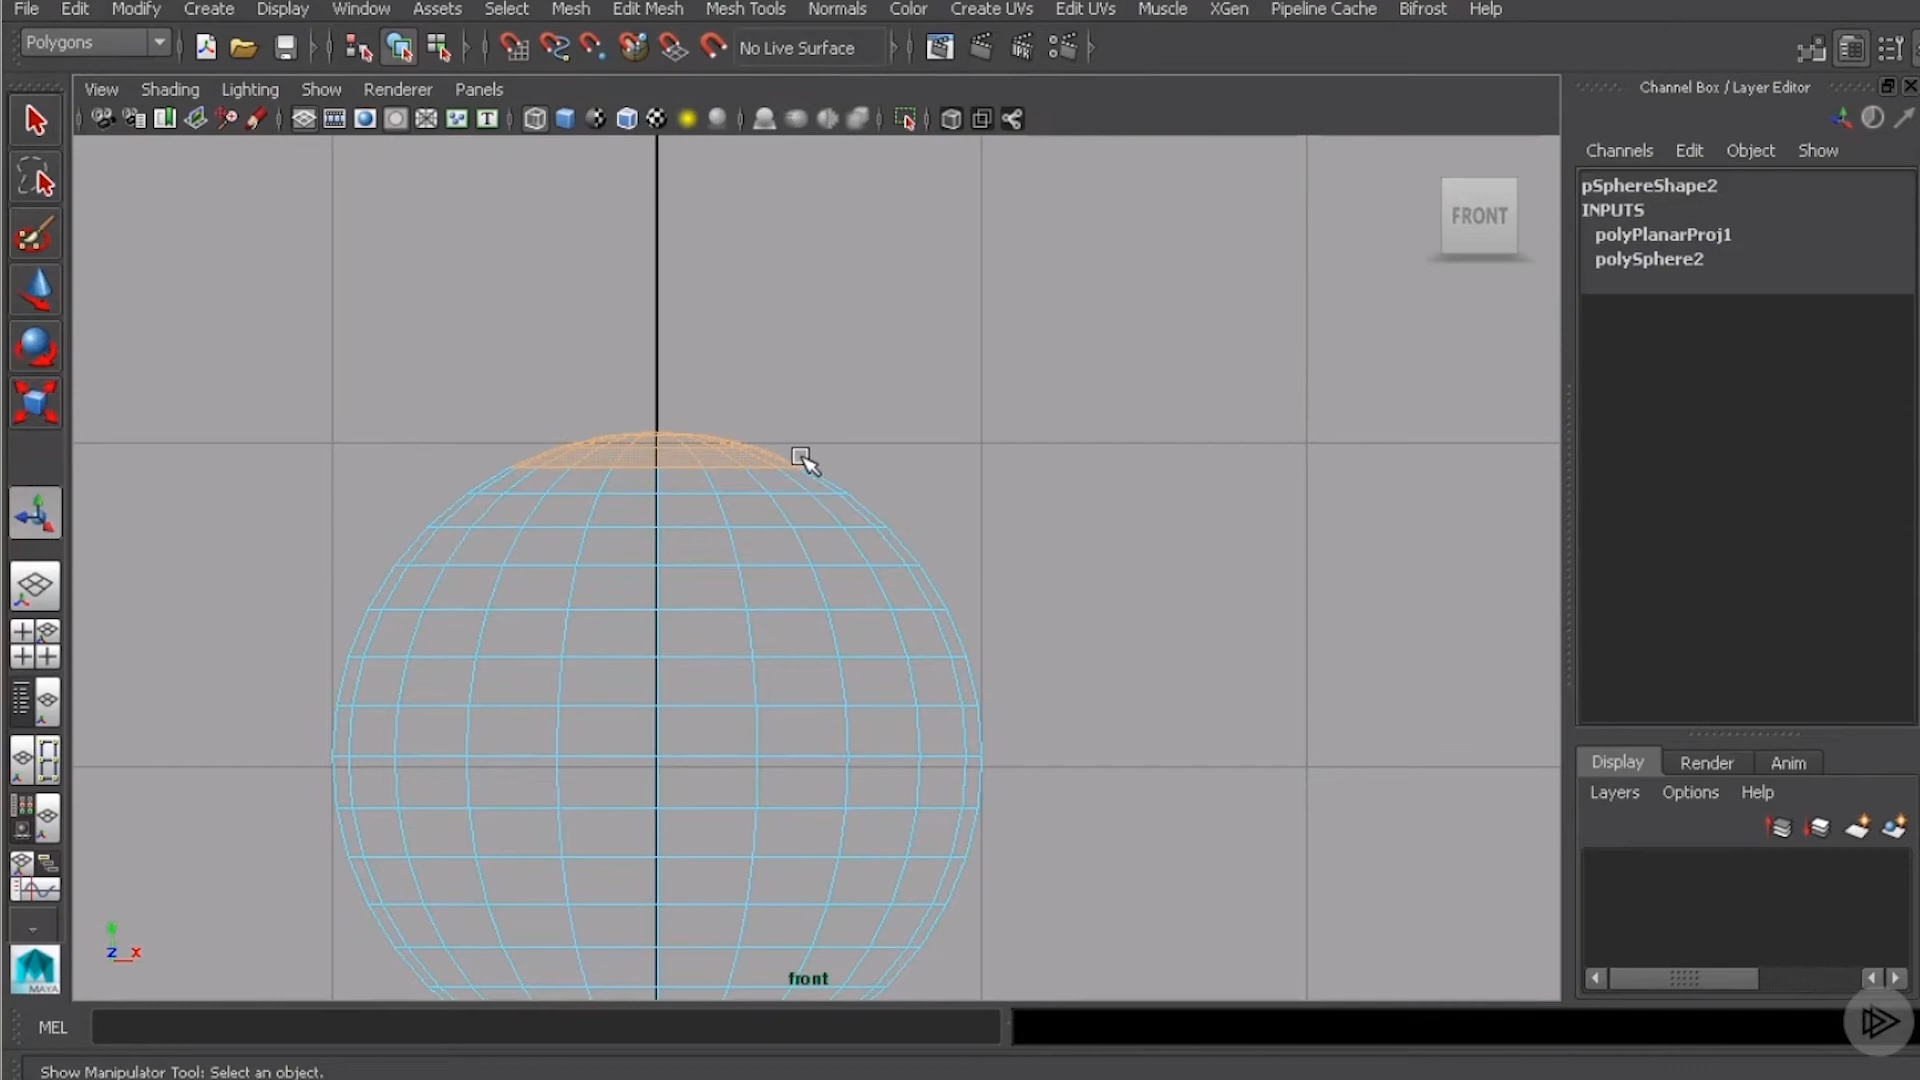 File Edit Modify Create Display Window Assets Select Mesh Edit Mesh Mesh Tools Normals Color Create UVs Edit UVs Muscle XGen Pipeline Cache Bifrost Help
Polygons
No Live Surface
View Shading Lighting Show Renderer Panels
T
Channel Box / Layer Editor
Channels Edit Object Show
pSphereShape2
INPUTS
polyPlanarProj1
polySphere2
FRONT
Display Render Anim
Layers Options Help
z x
front
MAYA
MEL
Show Manipulator Tool: Select an object.